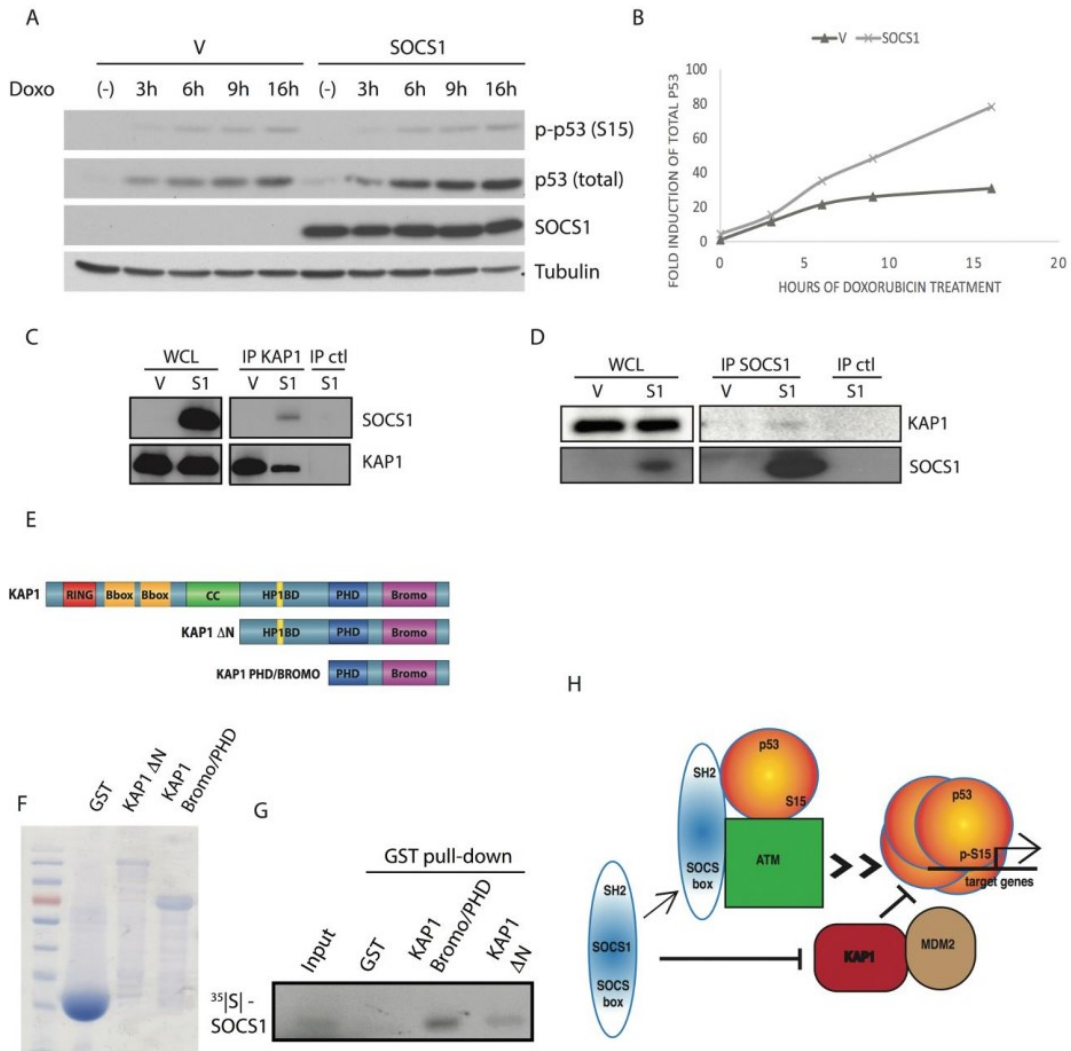 A
V
SOCS1
Doxo (-) 3h 6h 9h 16h (-) 3h 6h 9h 16h
p-p53 (S15)
p53 (total)
SOCS1
Tubulin
B
V SOCS1
FOLD INDUCTION OF TOTAL P53
100
80
60
40
20
0
0 5 10 15 20
HOURS OF DOXORUBICIN TREATMENT
C
WCL IP KAP1 IP ctl
V S1 V S1 S1
SOCS1
KAP1
D
WCL IP SOCS1 IP ctl
V S1 V S1 S1
KAP1
SOCS1
E
KAP1 RING Bbox Bbox CC HP1BD PHD Bromo
KAP1 ΔN HP1BD PHD Bromo
KAP1 PHD/BROMO PHD Bromo
F
GST
KAP1 ΔN
KAP1
Bromo/PHD
G
GST pull-down
Input
GST
KAP1
Bromo/PHD
KAP1
ΔN
³⁵|S| -
SOCS1
H
SH2
p53
S15
SOCS
box
ATM
p53
p-S15
target genes
SH2
SOCS1
SOCS
box
KAP1
MDM2